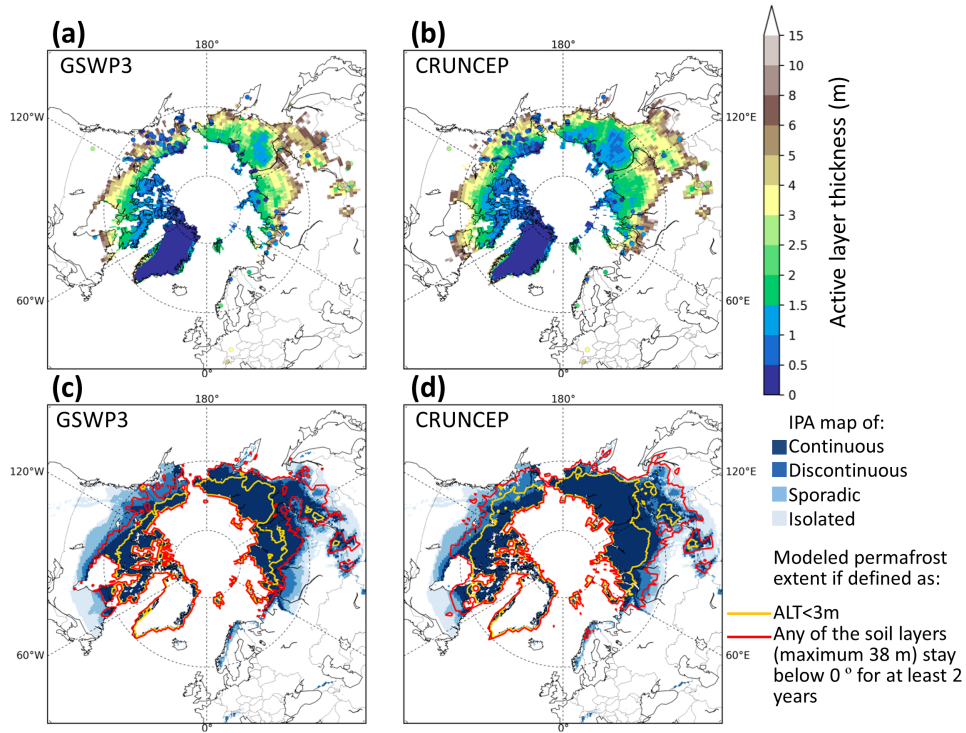 (a)
(b)
180°
180°
GSWP3
CRUNCEP
120°W
120°E
60°W
60°E
0°
0°
15
10
8
6
5
4
3
2.5
2
1.5
1
0.5
0
Active layer thickness (m)
(c)
(d)
180°
180°
GSWP3
CRUNCEP
120°W
120°E
60°W
60°E
0°
0°
IPA map of:
Continuous
Discontinuous
Sporadic
Isolated
Modeled permafrost
extent if defined as:
ALT<3m
Any of the soil layers
(maximum 38 m) stay
below 0 º for at least 2
years